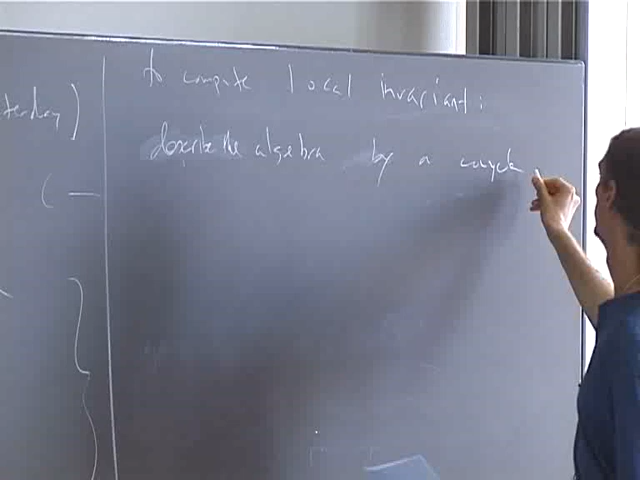 to compute local invariant:
describe the algebra by a cocycle
(—